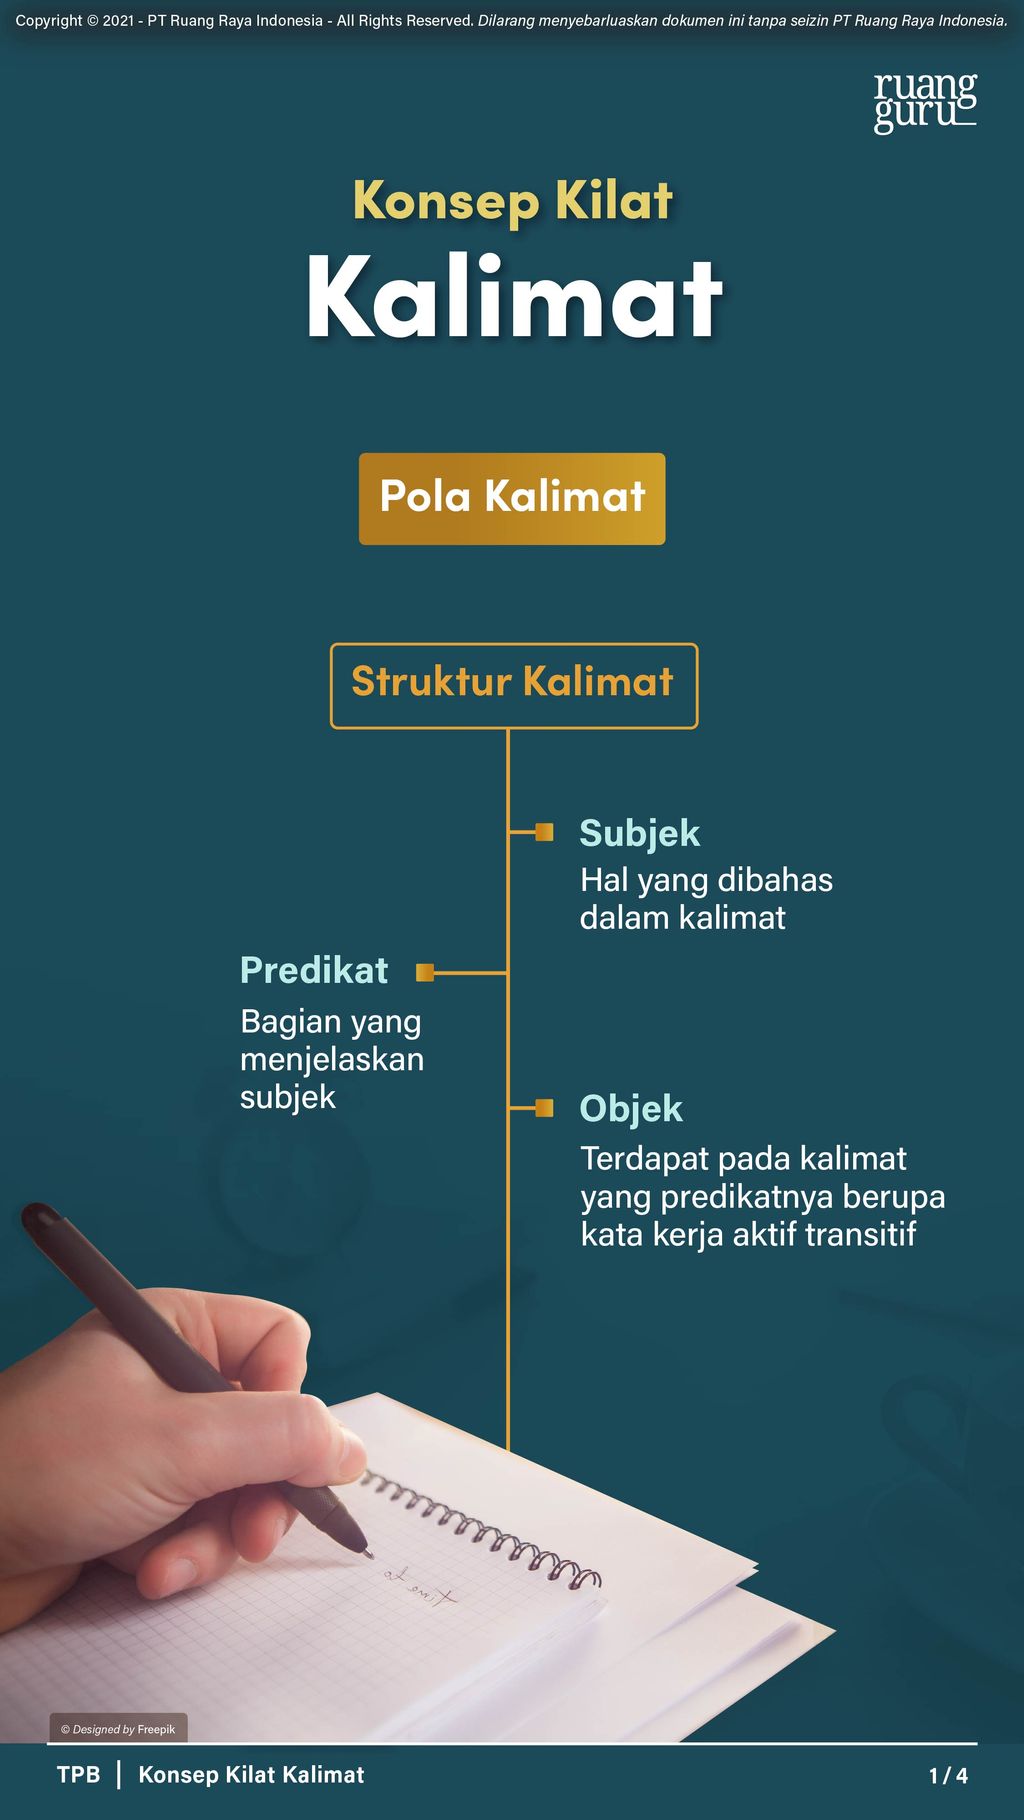 Copyright © 2021 - PT Ruang Raya Indonesia - All Rights Reserved. Dilarang menyebarluaskan dokumen ini tanpa seizin PT Ruang Raya Indonesia.
ruang
guru
Konsep Kilat
Kalimat
Pola Kalimat
Struktur Kalimat
Subjek
Hal yang dibahas
dalam kalimat
Predikat
Bagian yang
menjelaskan
subjek
Objek
Terdapat pada kalimat
yang predikatnya berupa
kata kerja aktif transitif
Time to
© Designed by Freepik
TPB | Konsep Kilat Kalimat
1 / 4